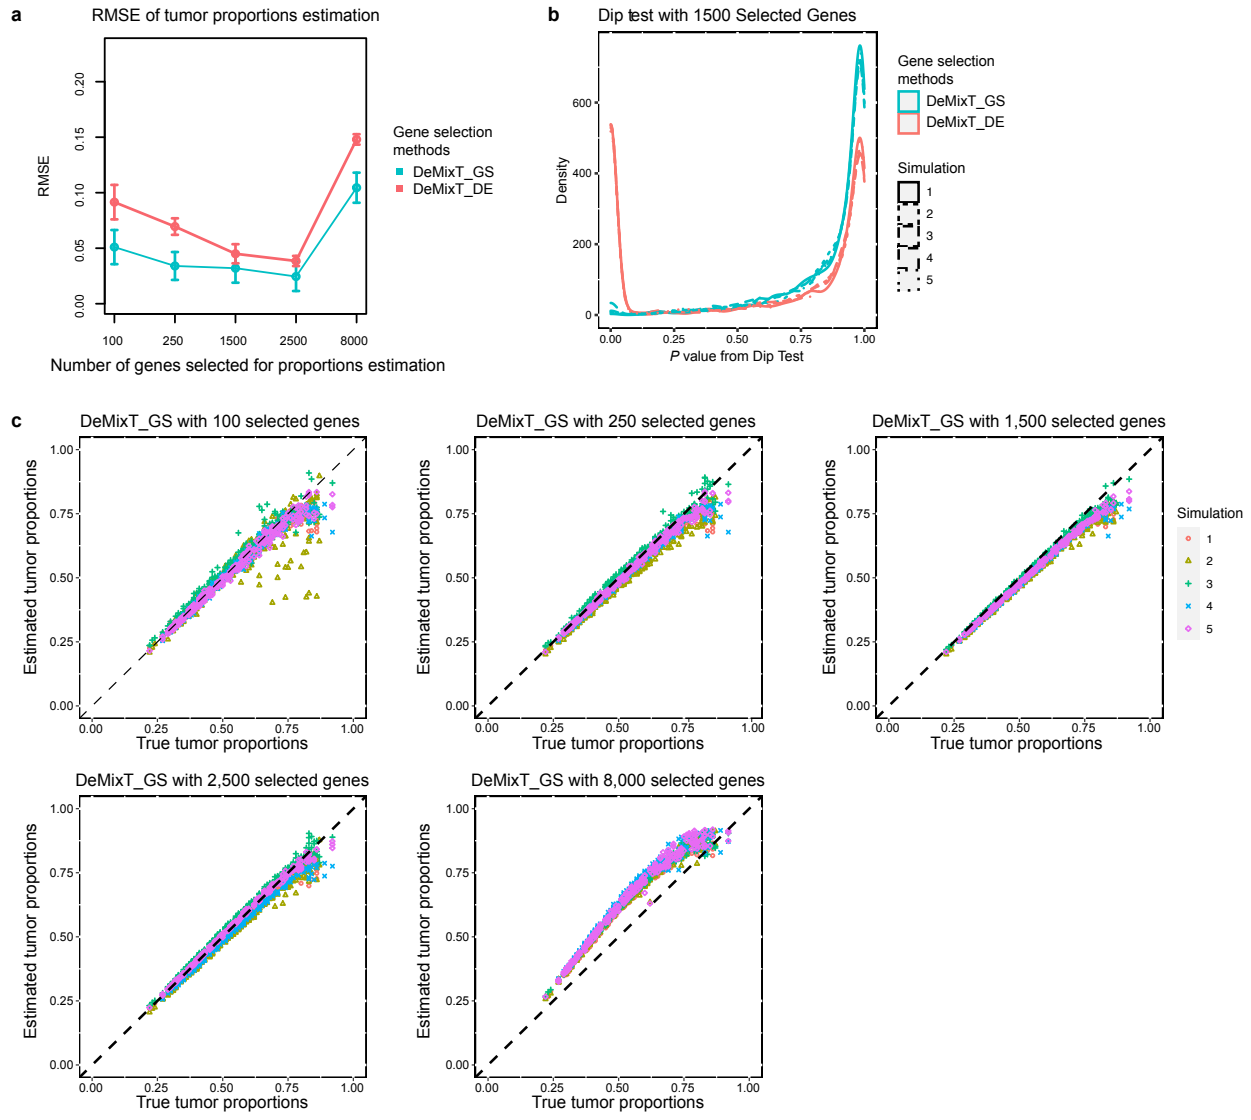 a
RMSE of tumor proportions estimation
RMSE
0.20
0.15
0.10
0.05
0.00
100 250 1500 2500 8000
Number of genes selected for proportions estimation
Gene selection
methods
DeMixT_GS
DeMixT_DE
b
Dip test with 1500 Selected Genes
Density
600
400
200
0
0.00 0.25 0.50 0.75 1.00
P value from Dip Test
Gene selection
methods
DeMixT_GS
DeMixT_DE
Simulation
1
2
3
4
5
c
DeMixT_GS with 100 selected genes
Estimated tumor proportions
1.00
0.75
0.50
0.25
0.00
0.00 0.25 0.50 0.75 1.00
True tumor proportions
DeMixT_GS with 250 selected genes
Estimated tumor proportions
1.00
0.75
0.50
0.25
0.00
0.00 0.25 0.50 0.75 1.00
True tumor proportions
DeMixT_GS with 1,500 selected genes
Estimated tumor proportions
1.00
0.75
0.50
0.25
0.00
0.00 0.25 0.50 0.75 1.00
True tumor proportions
Simulation
1
2
3
4
5
DeMixT_GS with 2,500 selected genes
Estimated tumor proportions
1.00
0.75
0.50
0.25
0.00
0.00 0.25 0.50 0.75 1.00
True tumor proportions
DeMixT_GS with 8,000 selected genes
Estimated tumor proportions
1.00
0.75
0.50
0.25
0.00
0.00 0.25 0.50 0.75 1.00
True tumor proportions